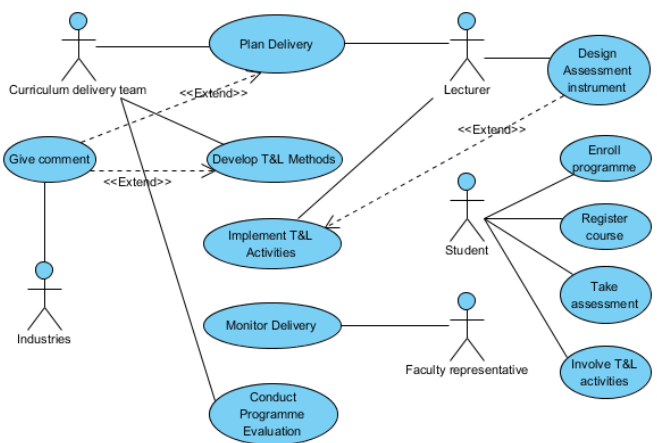 Plan Delivery
Design
Assessment
instrument
Curriculum delivery team
<<Extend>>
Lecturer
<<Extend>>
Give comment
Develop T&L Methods
Enroll
programme
<<Extend>>
Implement T&L
Activities
Register
course
Student
Take
assessment
Monitor Delivery
Industries
Faculty representative
Involve T&L
activities
Conduct
Programme
Evaluation